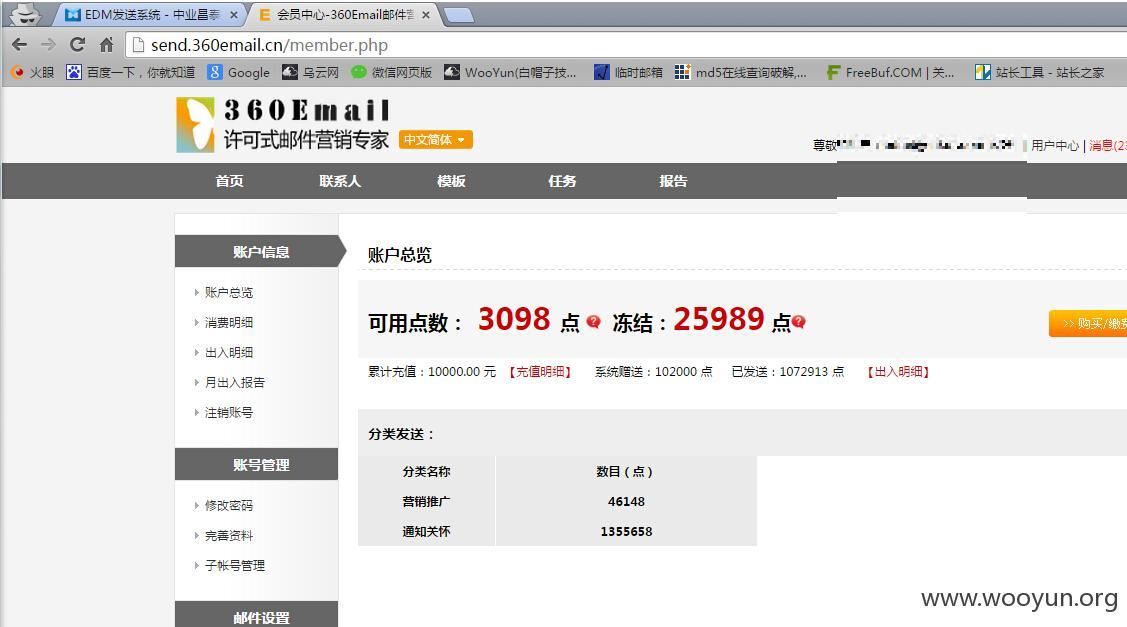 EDM发送系统 - 中业昌泰
会员中心-360Email邮件营
send.360email.cn/member.php
火眼 百度一下，你就知道 Google 乌云网 微信网页版 WooYun(白帽子技... 临时邮箱 md5在线查询破解,... FreeBuf.COM | 关... 站长工具 - 站长之家
360Email
许可式邮件营销专家 中文简体
尊敬 | 用户中心 | 消息(23
首页 联系人 模板 任务 报告
账户信息
账户总览
消费明细
出入明细
月出入报告
注销账号
账号管理
修改密码
完善资料
子帐号管理
邮件设置
账户总览
可用点数： 3098 点 ? 冻结：25989 点?
>> 购买/缴费
累计充值：10000.00 元 【充值明细】 系统赠送：102000 点 已发送：1072913 点 【出入明细】
分类发送：
分类名称 数目（点）
营销推广 46148
通知关怀 1355658
www.wooyun.org